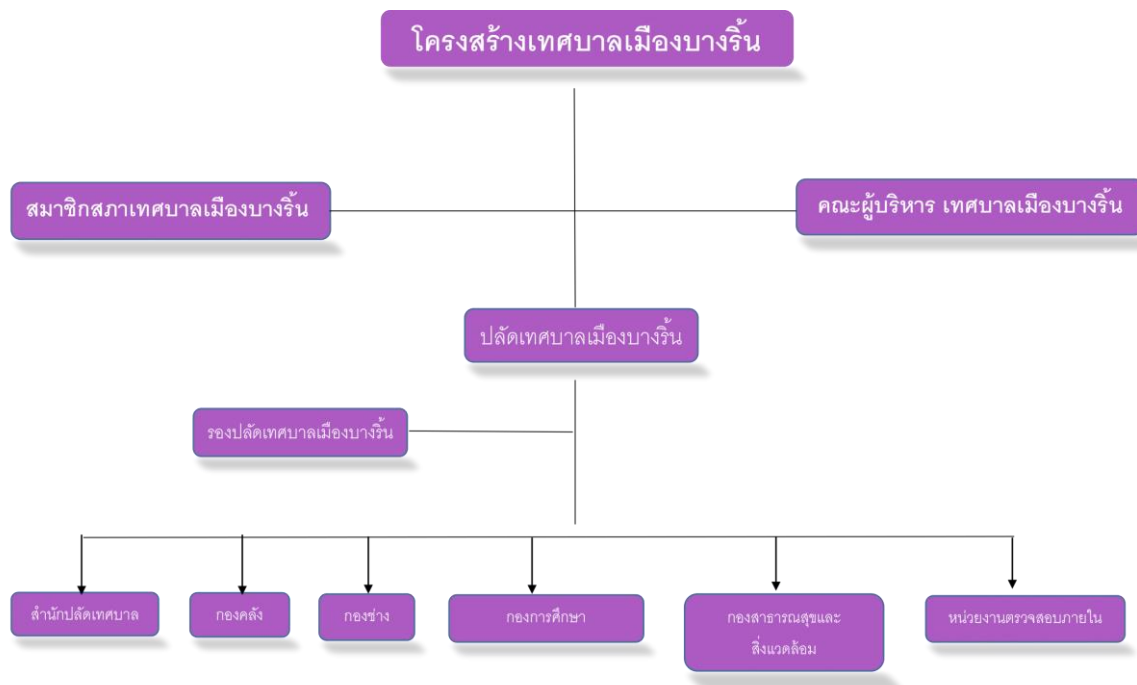 โครงสร้างเทศบาลเมืองบางริ้น
สมาชิกสภาเทศบาลเมืองบางริ้น
คณะผู้บริหาร เทศบาลเมืองบางริ้น
ปลัดเทศบาลเมืองบางริ้น
รองปลัดเทศบาลเมืองบางริ้น
สำนักปลัดเทศบาล
กองคลัง
กองช่าง
กองการศึกษา
กองสาธารณสุขและ
สิ่งแวดล้อม
หน่วยงานตรวจสอบภายใน